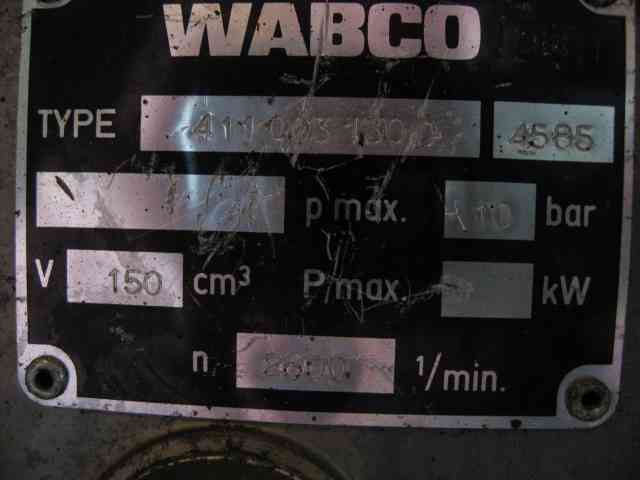 WABCO
TYPE 411 003 130 0 4585
p max. 10 bar
V 150 cm³ P max. kW
n 2600 1/min.